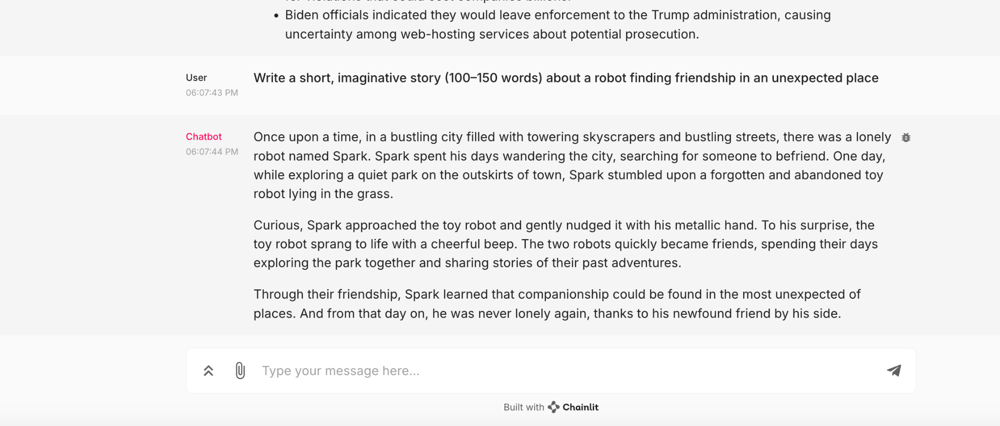 for violations that could cost companies billions.
• Biden officials indicated they would leave enforcement to the Trump administration, causing
uncertainty among web-hosting services about potential prosecution.
User
06:07:43 PM
Write a short, imaginative story (100–150 words) about a robot finding friendship in an unexpected place
Chatbot
06:07:44 PM
Once upon a time, in a bustling city filled with towering skyscrapers and bustling streets, there was a lonely
robot named Spark. Spark spent his days wandering the city, searching for someone to befriend. One day,
while exploring a quiet park on the outskirts of town, Spark stumbled upon a forgotten and abandoned toy
robot lying in the grass.
Curious, Spark approached the toy robot and gently nudged it with his metallic hand. To his surprise, the
toy robot sprang to life with a cheerful beep. The two robots quickly became friends, spending their days
exploring the park together and sharing stories of their past adventures.
Through their friendship, Spark learned that companionship could be found in the most unexpected of
places. And from that day on, he was never lonely again, thanks to his newfound friend by his side.
Type your message here...
Built with Chainlit